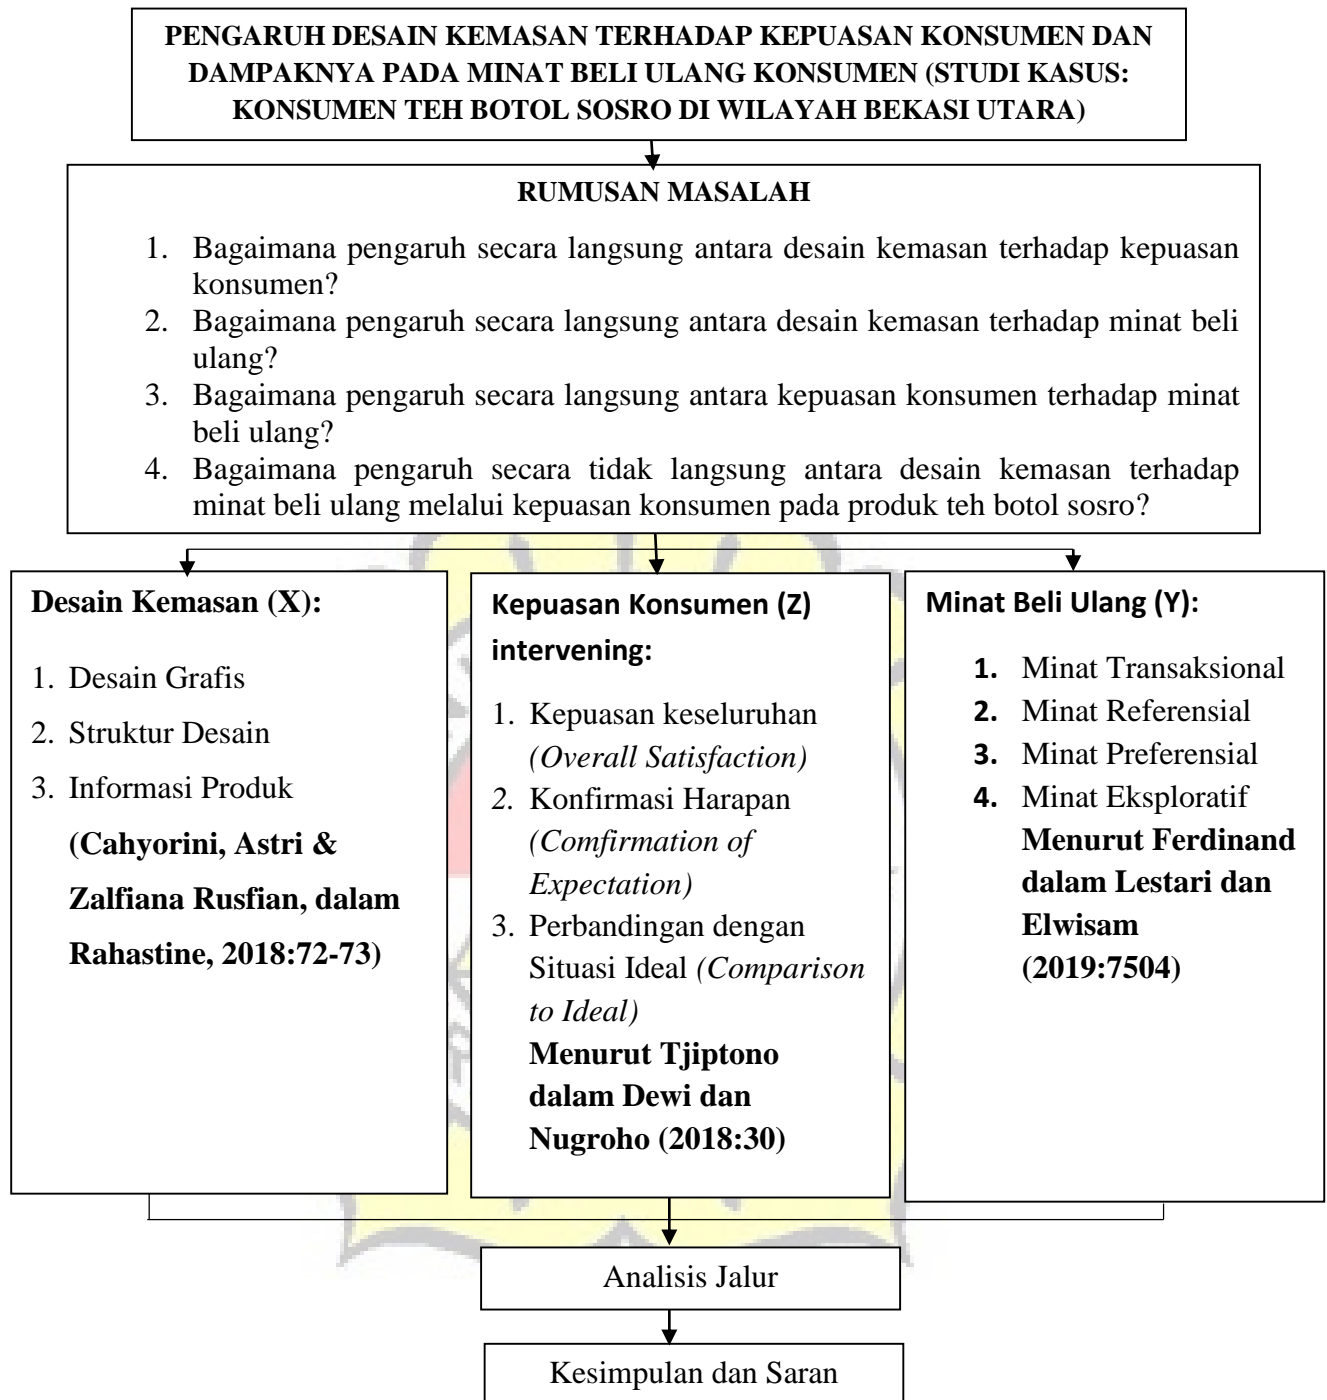 PENGARUH DESAIN KEMASAN TERHADAP KEPUASAN KONSUMEN DAN
DAMPAKNYA PADA MINAT BELI ULANG KONSUMEN (STUDI KASUS:
KONSUMEN TEH BOTOL SOSRO DI WILAYAH BEKASI UTARA)
RUMUSAN MASALAH
1. Bagaimana pengaruh secara langsung antara desain kemasan terhadap kepuasan
konsumen?
2. Bagaimana pengaruh secara langsung antara desain kemasan terhadap minat beli
ulang?
3. Bagaimana pengaruh secara langsung antara kepuasan konsumen terhadap minat
beli ulang?
4. Bagaimana pengaruh secara tidak langsung antara desain kemasan terhadap
minat beli ulang melalui kepuasan konsumen pada produk teh botol sosro?
Desain Kemasan (X):
1. Desain Grafis
2. Struktur Desain
3. Informasi Produk
(Cahyorini, Astri &
Zalfiana Rusfian, dalam
Rahastine, 2018:72-73)
Kepuasan Konsumen (Z)
intervening:
1. Kepuasan keseluruhan
(Overall Satisfaction)
2. Konfirmasi Harapan
(Comfirmation of
Expectation)
3. Perbandingan dengan
Situasi Ideal (Comparison
to Ideal)
Menurut Tjiptono
dalam Dewi dan
Nugroho (2018:30)
Minat Beli Ulang (Y):
1. Minat Transaksional
2. Minat Referensial
3. Minat Preferensial
4. Minat Eksploratif
Menurut Ferdinand
dalam Lestari dan
Elwisam
(2019:7504)
Analisis Jalur
Kesimpulan dan Saran